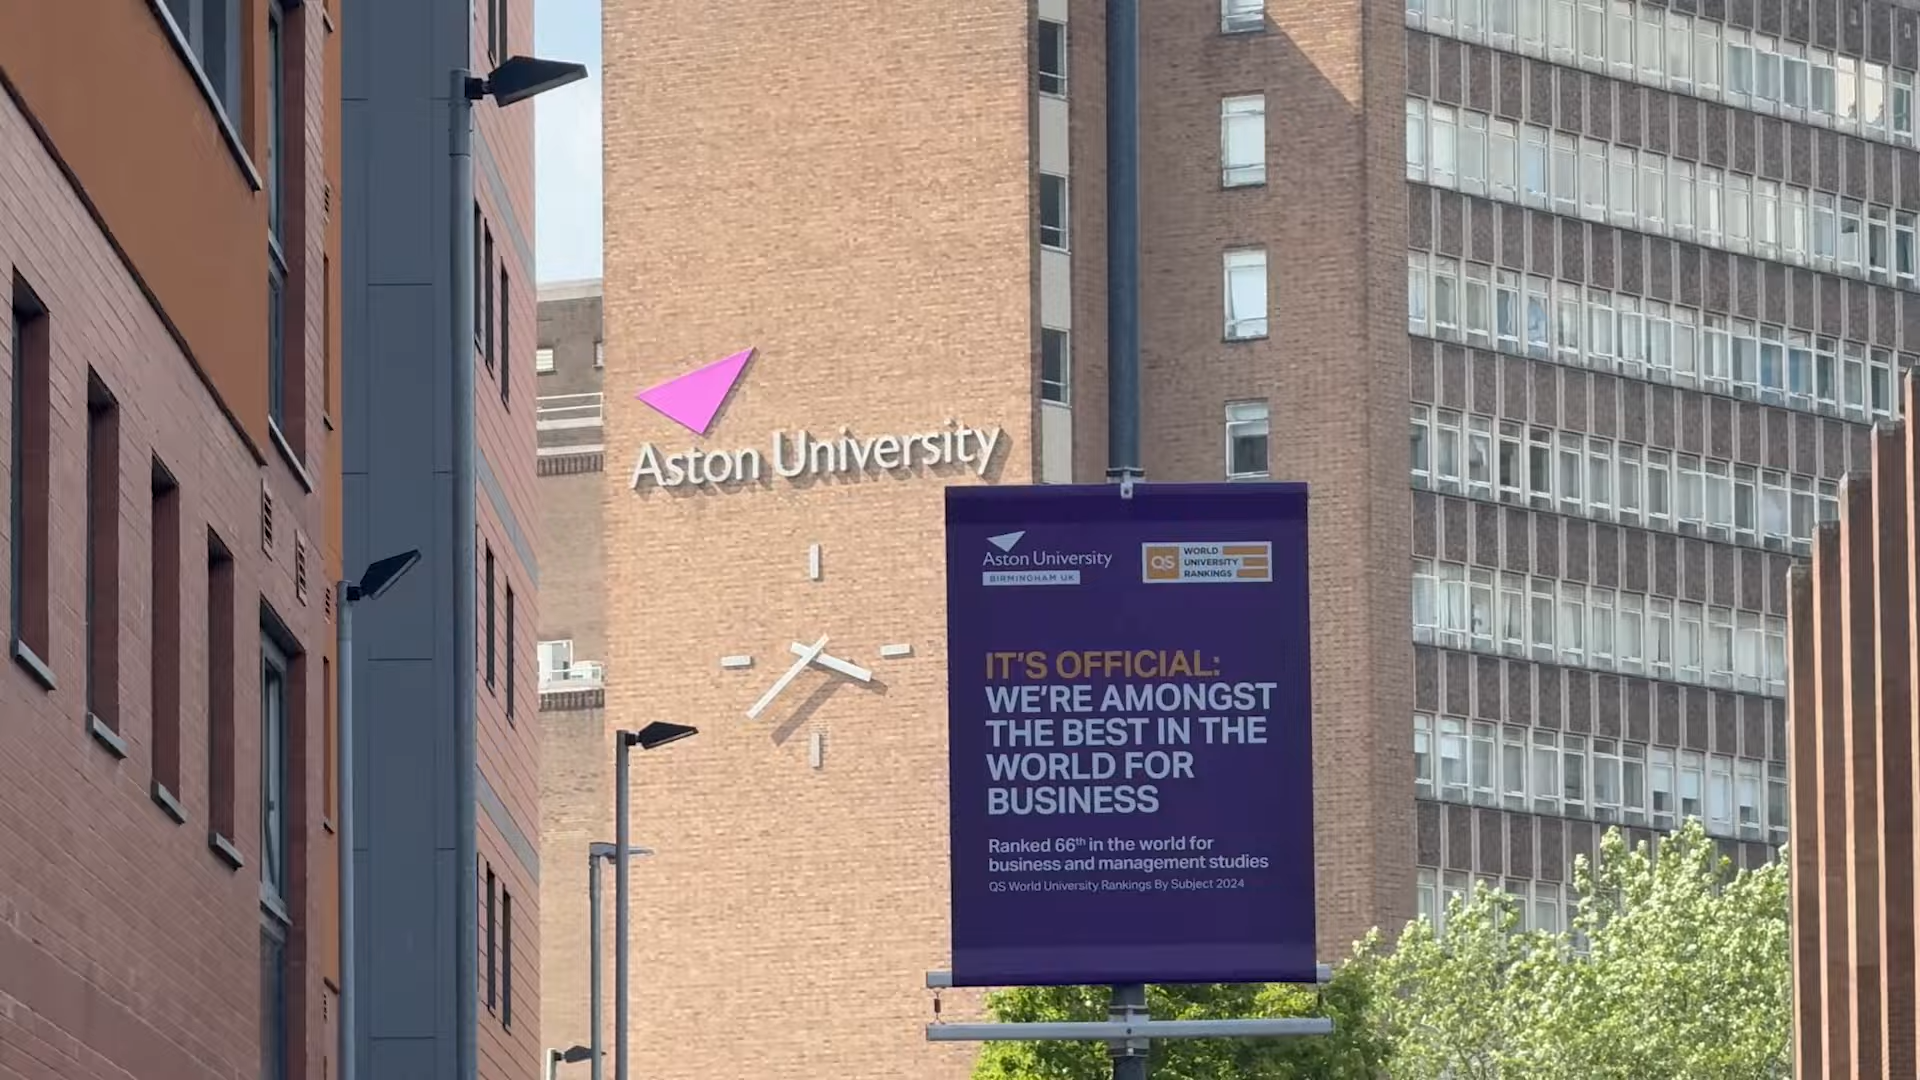 Aston University
Aston University
BIRMINGHAM UK
QS
WORLD
UNIVERSITY
RANKINGS
IT'S OFFICIAL:
WE'RE AMONGST
THE BEST IN THE
WORLD FOR
BUSINESS
Ranked 66th in the world for
business and management studies
QS World University Rankings By Subject 2024